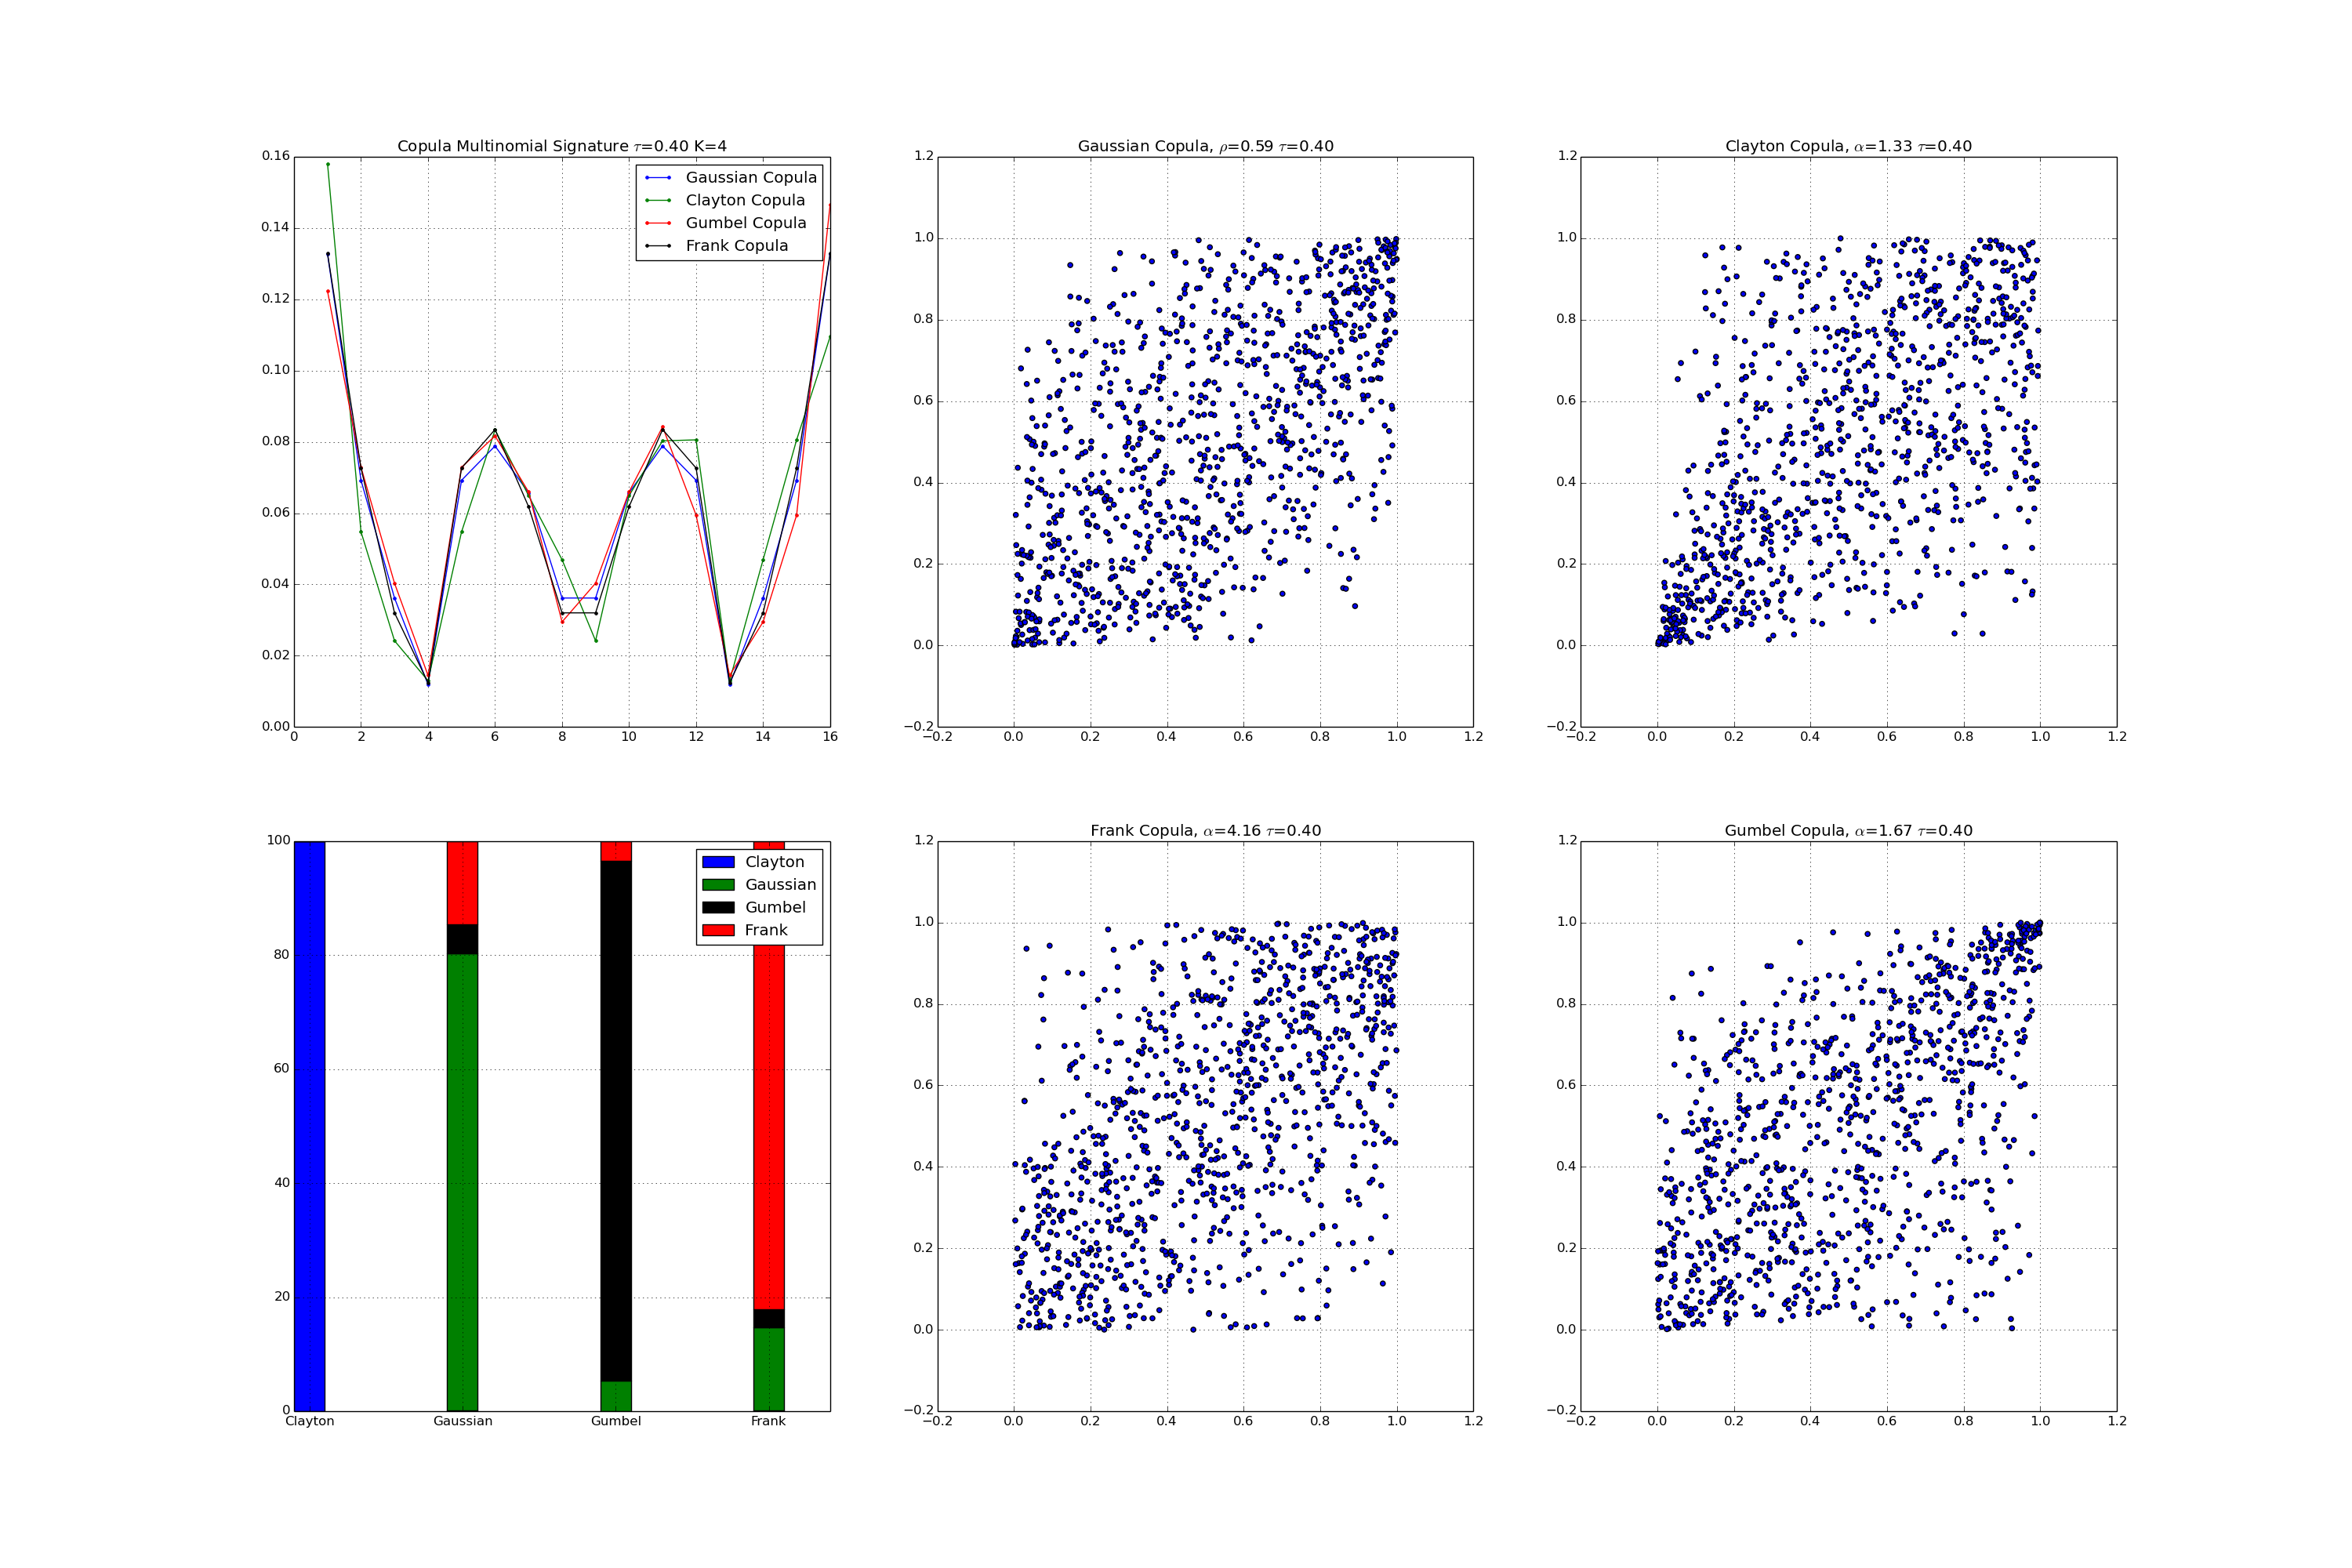 Copula Multinomial Signature τ=0.40 K=4
0.16
0.14
0.12
0.10
0.08
0.06
0.04
0.02
0.00
0 2 4 6 8 10 12 14 16
Gaussian Copula
Clayton Copula
Gumbel Copula
Frank Copula
Gaussian Copula, ρ=0.59 τ=0.40
1.2
1.0
0.8
0.6
0.4
0.2
0.0
−0.2
−0.2 0.0 0.2 0.4 0.6 0.8 1.0 1.2
Clayton Copula, α=1.33 τ=0.40
1.2
1.0
0.8
0.6
0.4
0.2
0.0
−0.2
−0.2 0.0 0.2 0.4 0.6 0.8 1.0 1.2
100
80
60
40
20
0
Clayton Gaussian Gumbel Frank
Clayton
Gaussian
Gumbel
Frank
Frank Copula, α=4.16 τ=0.40
1.2
1.0
0.8
0.6
0.4
0.2
0.0
−0.2
−0.2 0.0 0.2 0.4 0.6 0.8 1.0 1.2
Gumbel Copula, α=1.67 τ=0.40
1.2
1.0
0.8
0.6
0.4
0.2
0.0
−0.2
−0.2 0.0 0.2 0.4 0.6 0.8 1.0 1.2